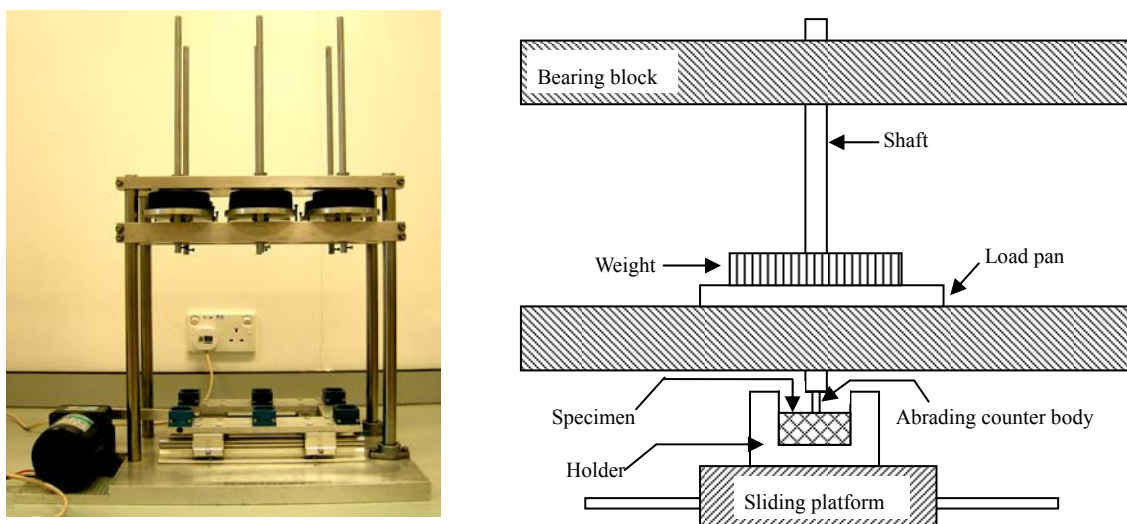 Bearing block
Shaft
Weight
Load pan
Specimen
Abrading counter body
Holder
Sliding platform